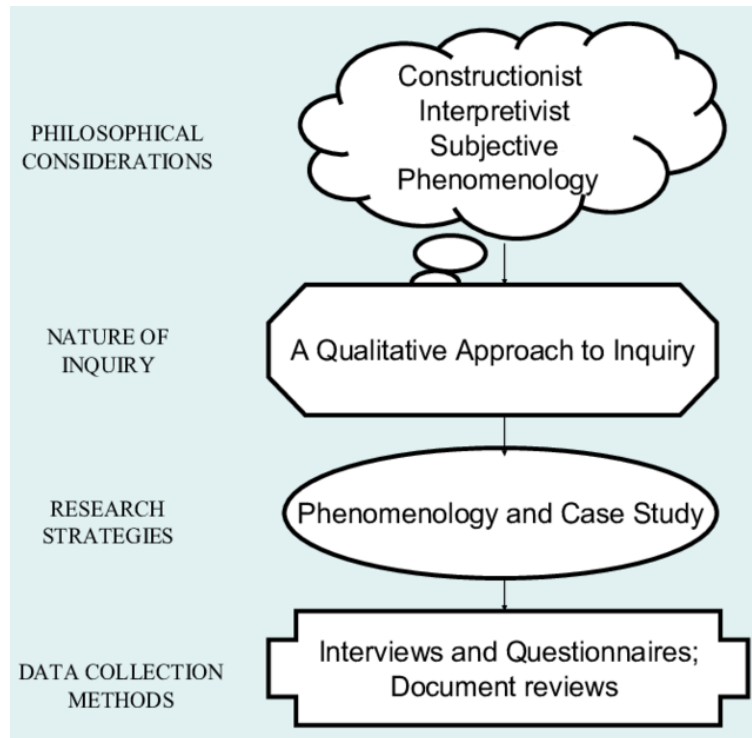 PHILOSOPHICAL
CONSIDERATIONS
Constructionist
Interpretivist
Subjective
Phenomenology
NATURE OF
INQUIRY
A Qualitative Approach to Inquiry
RESEARCH
STRATEGIES
Phenomenology and Case Study
DATA COLLECTION
METHODS
Interviews and Questionnaires;
Document reviews